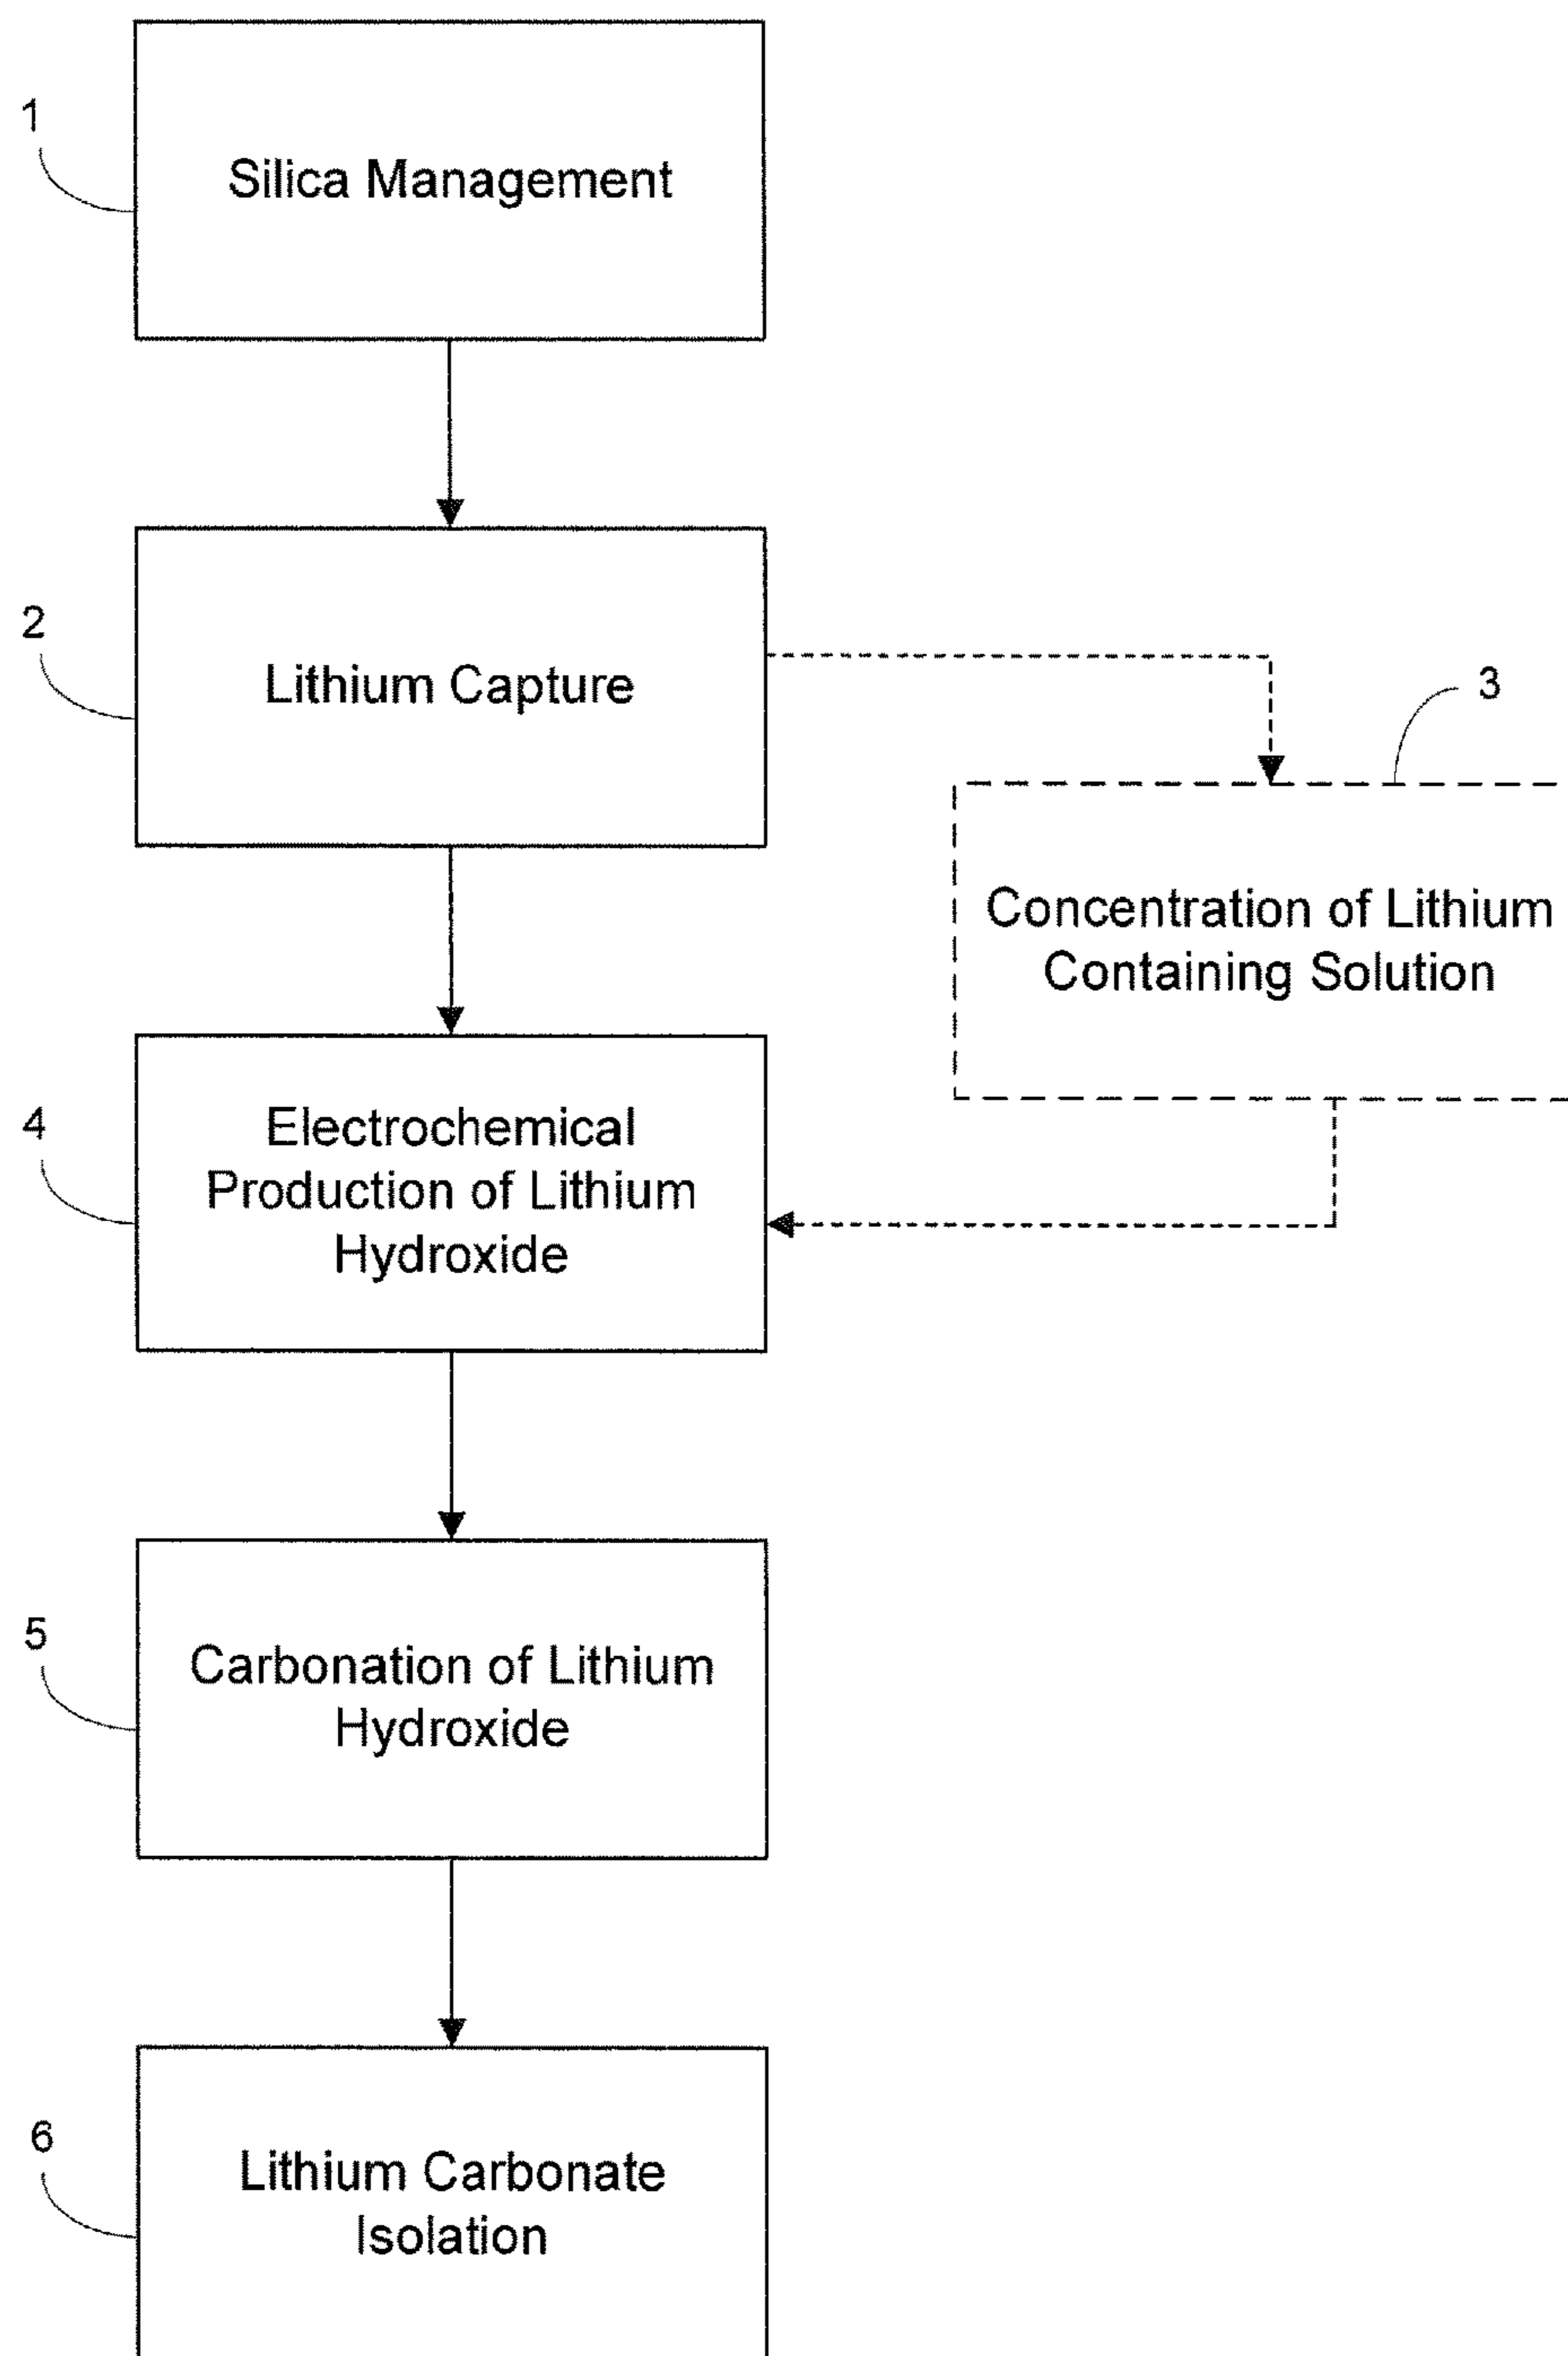 1
Silica Management
2
Lithium Capture
3
Concentration of Lithium
Containing Solution
4
Electrochemical
Production of Lithium
Hydroxide
5
Carbonation of Lithium
Hydroxide
6
Lithium Carbonate
Isolation